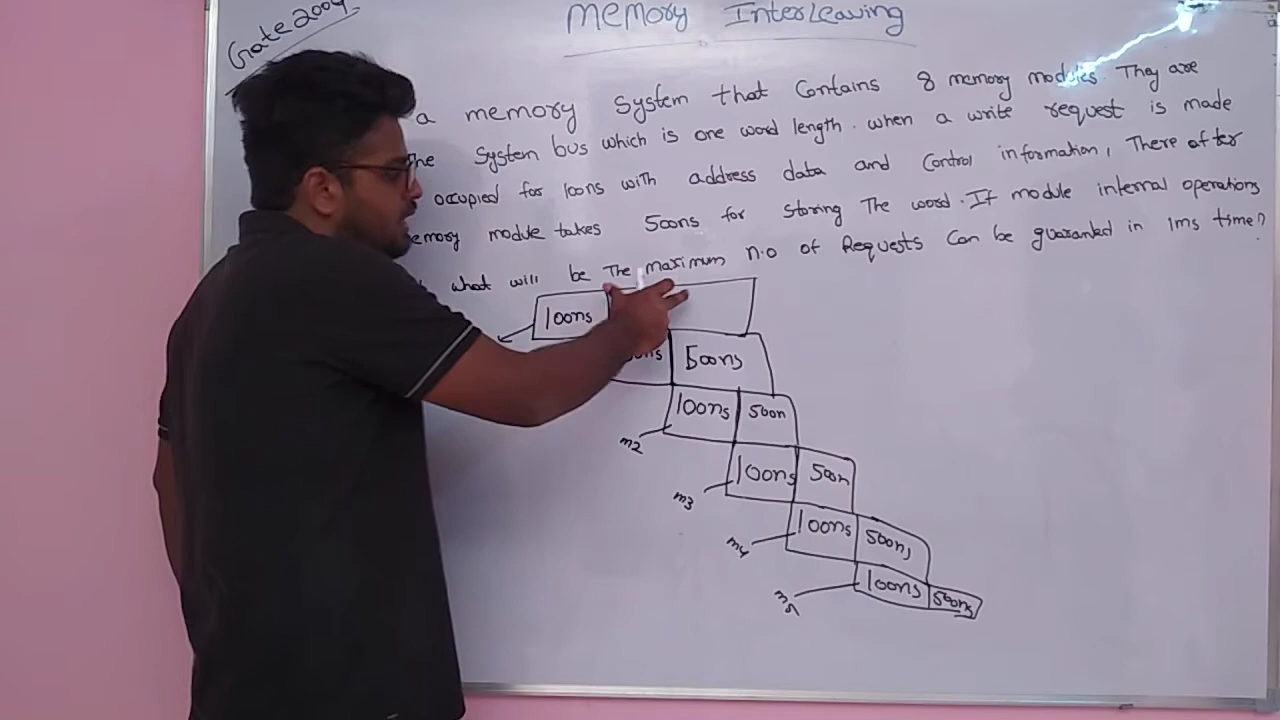 Gate2009
Memory Interleaving
a memory System that Contains 8 memory modules. They are
The System bus which is one word length. when a write request is made
occupied for 100ns with address data and Control information, There after
emory module takes 500ns for storing The word. If module internal operations
what will be The maximum n.o of Requests Can be guaranted in 1ms time?
100ns
500ns
100ns 500n
m2
100ns 500n
m3
100ns 500ns
m4
100ns 500ns
m5